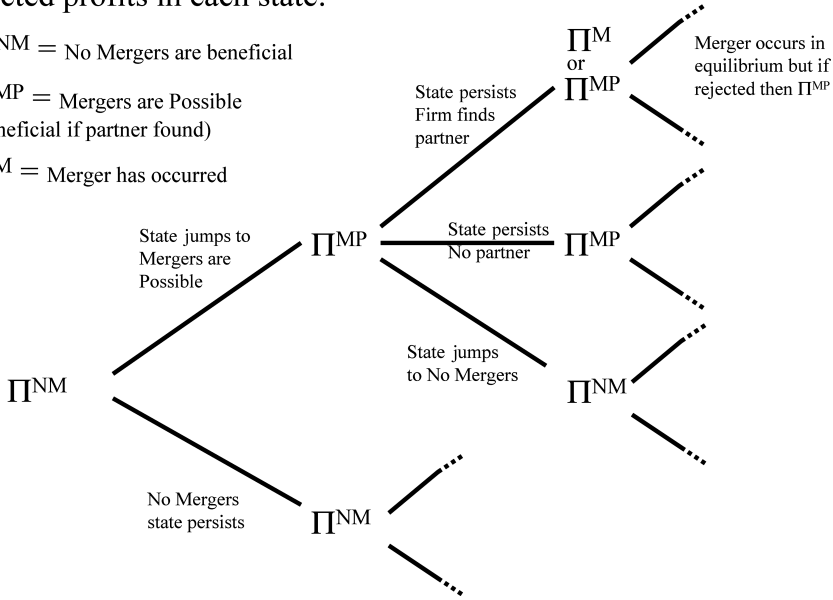 profits in each state.
NM = No Mergers are beneficial
MP = Mergers are Possible
if partner found)
M = Merger has occurred
Π^M
or
Π^MP
Merger occurs in
equilibrium but if
rejected then Π^MP
State persists
Firm finds
partner
State jumps to
Mergers are
Possible
Π^MP
State persists
No partner
Π^MP
State jumps
to No Mergers
Π^NM
Π^NM
No Mergers
state persists
Π^NM